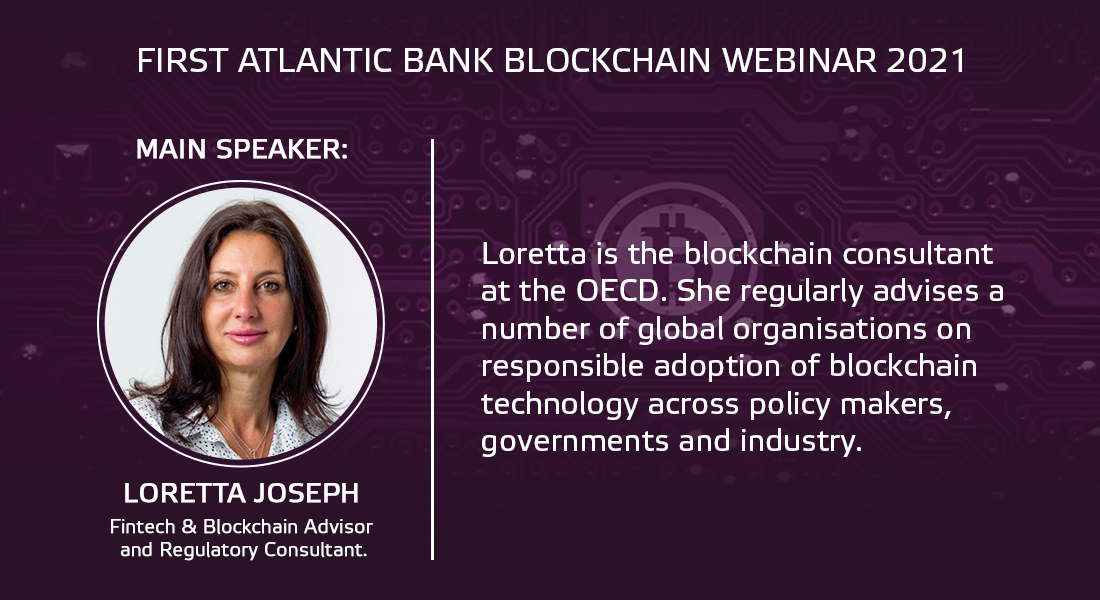 FIRST ATLANTIC BANK BLOCKCHAIN WEBINAR 2021
MAIN SPEAKER:
LORETTA JOSEPH
Fintech & Blockchain Advisor
and Regulatory Consultant.
Loretta is the blockchain consultant
at the OECD. She regularly advises a
number of global organisations on
responsible adoption of blockchain
technology across policy makers,
governments and industry.